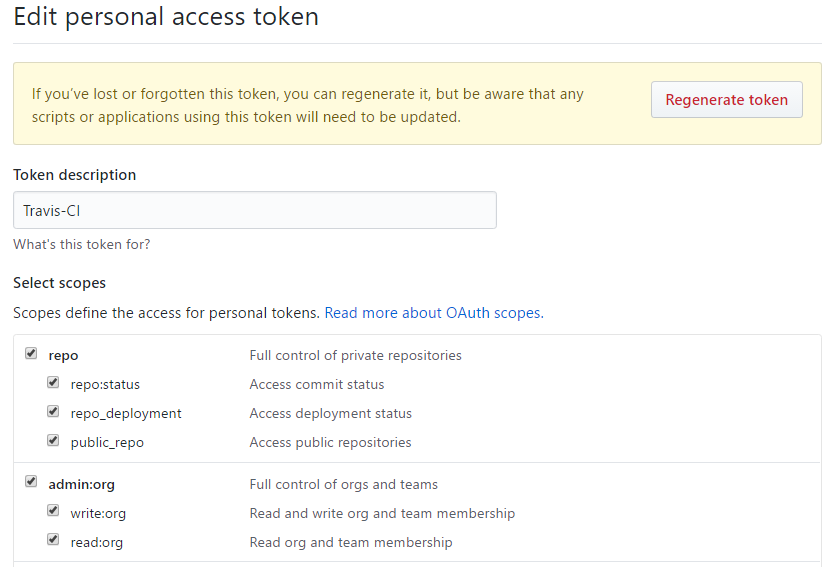 Edit personal access token
If you've lost or forgotten this token, you can regenerate it, but be aware that any
scripts or applications using this token will need to be updated.
Regenerate token
Token description
Travis-CI
What's this token for?
Select scopes
Scopes define the access for personal tokens. Read more about OAuth scopes.
repo Full control of private repositories
repo:status Access commit status
repo_deployment Access deployment status
public_repo Access public repositories
admin:org Full control of orgs and teams
write:org Read and write org and team membership
read:org Read org and team membership